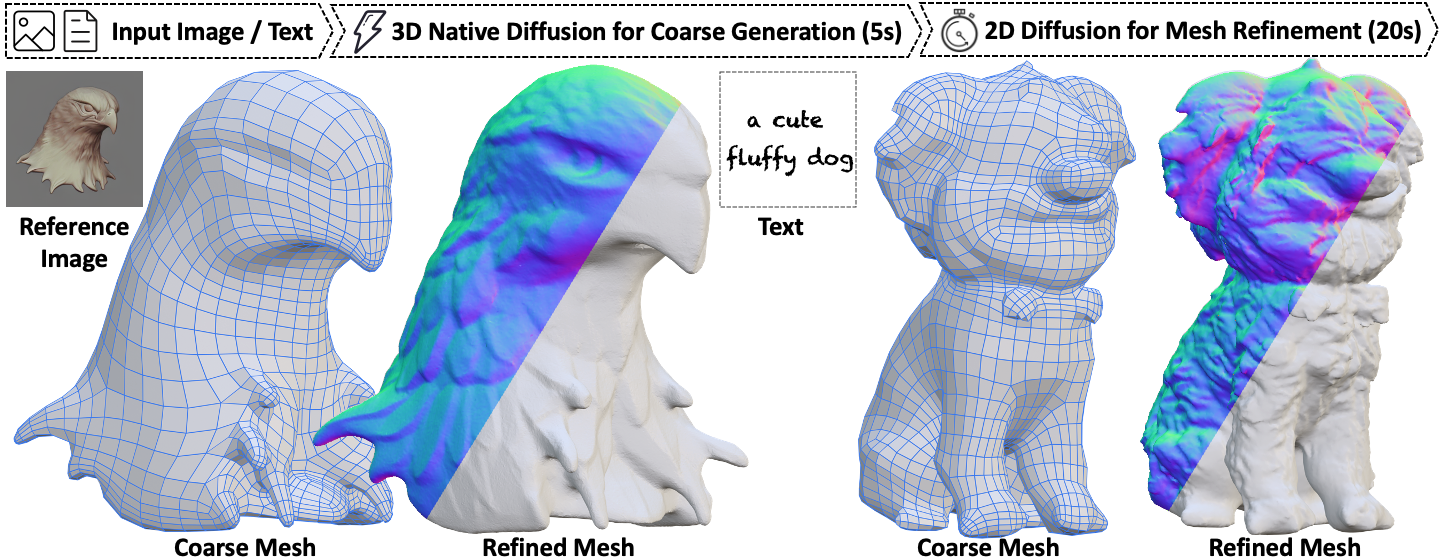 Input Image / Text
3D Native Diffusion for Coarse Generation (5s)
2D Diffusion for Mesh Refinement (20s)
Reference
Image
a cute
fluffy dog
Text
Coarse Mesh
Refined Mesh
Coarse Mesh
Refined Mesh